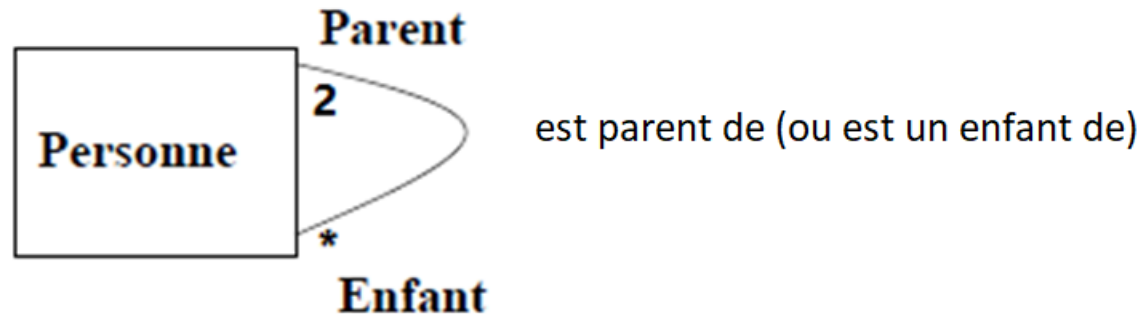 Parent
2
Personne
est parent de (ou est un enfant de)
*
Enfant